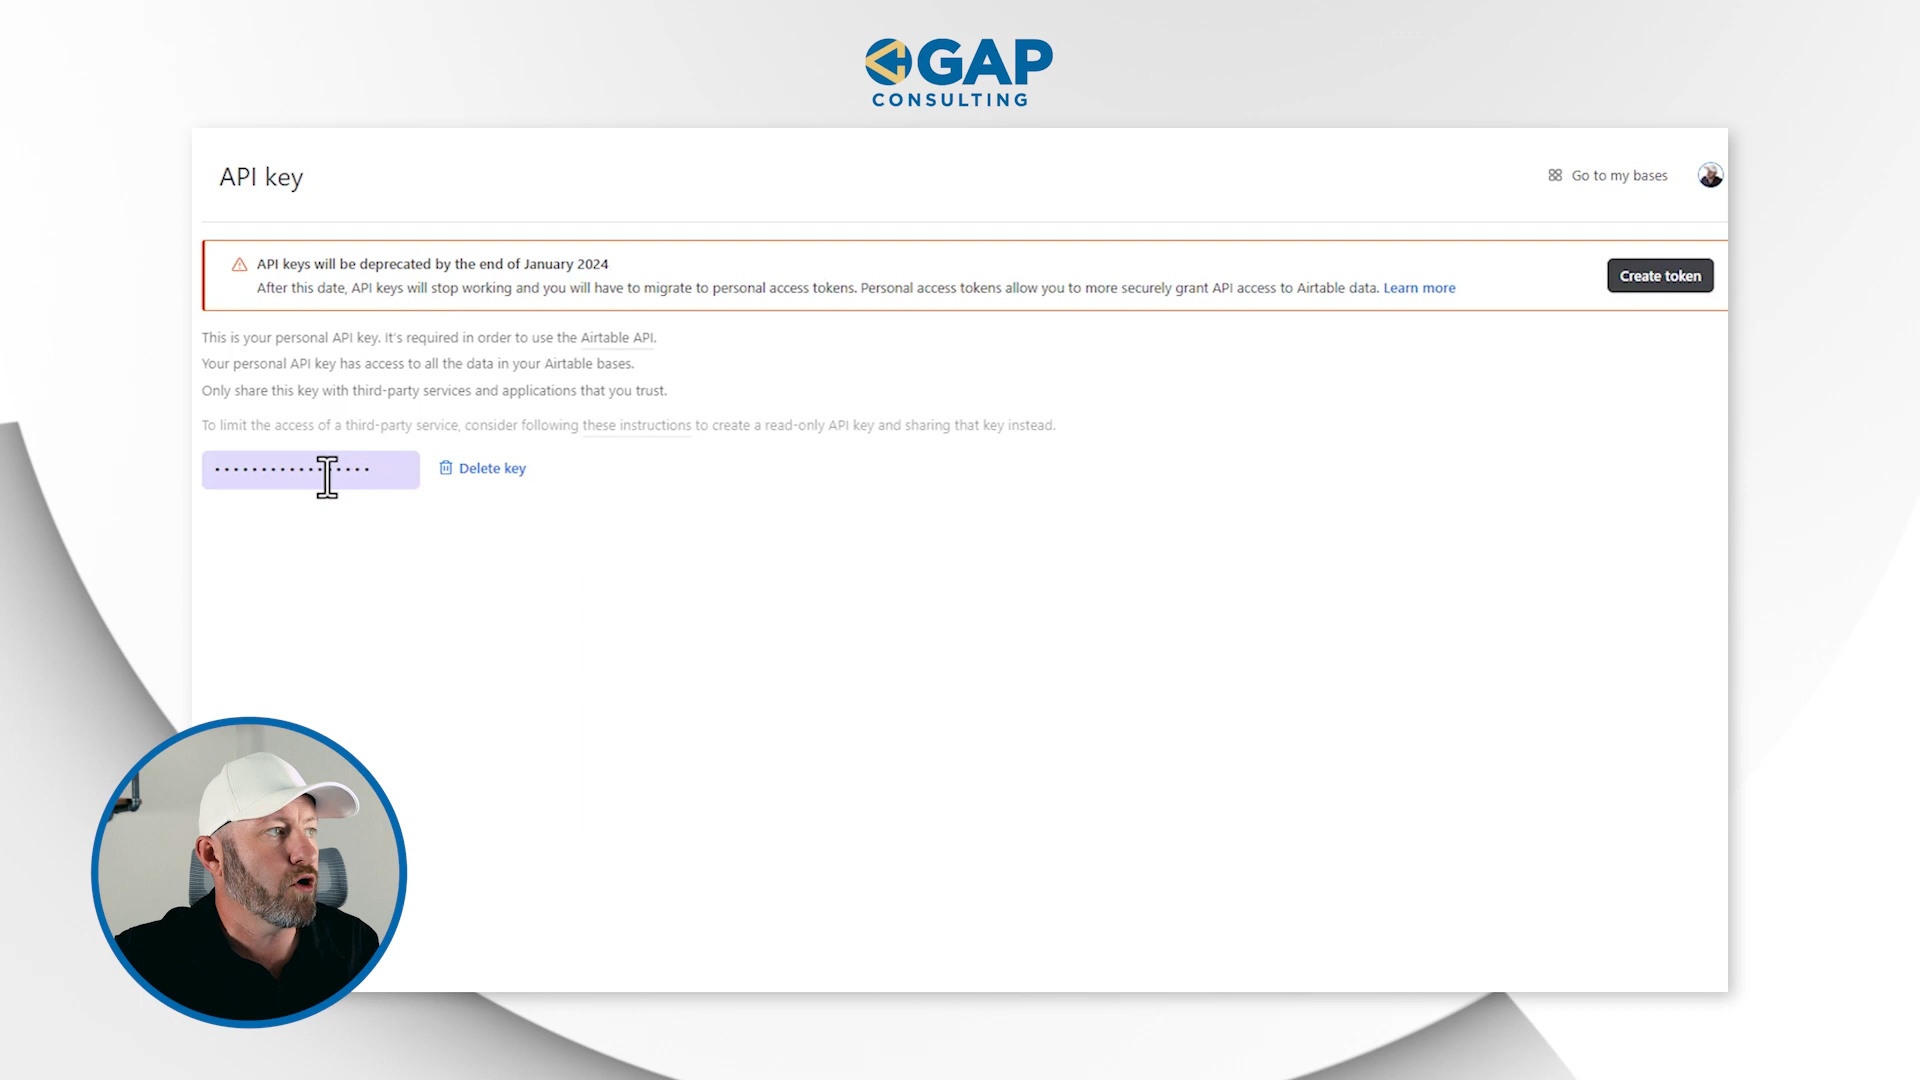 GAP
CONSULTING
API key
Go to my bases
API keys will be deprecated by the end of January 2024
Create token
After this date, API keys will stop working and you will have to migrate to personal access tokens. Personal access tokens allow you to more securely grant API access to Airtable data. Learn more
This is your personal API key. It's required in order to use the Airtable API.
Your personal API key has access to all the data in your Airtable bases.
Only share this key with third-party services and applications that you trust.
To limit the access of a third-party service, consider following these instructions to create a read-only API key and sharing that key instead.
Delete key